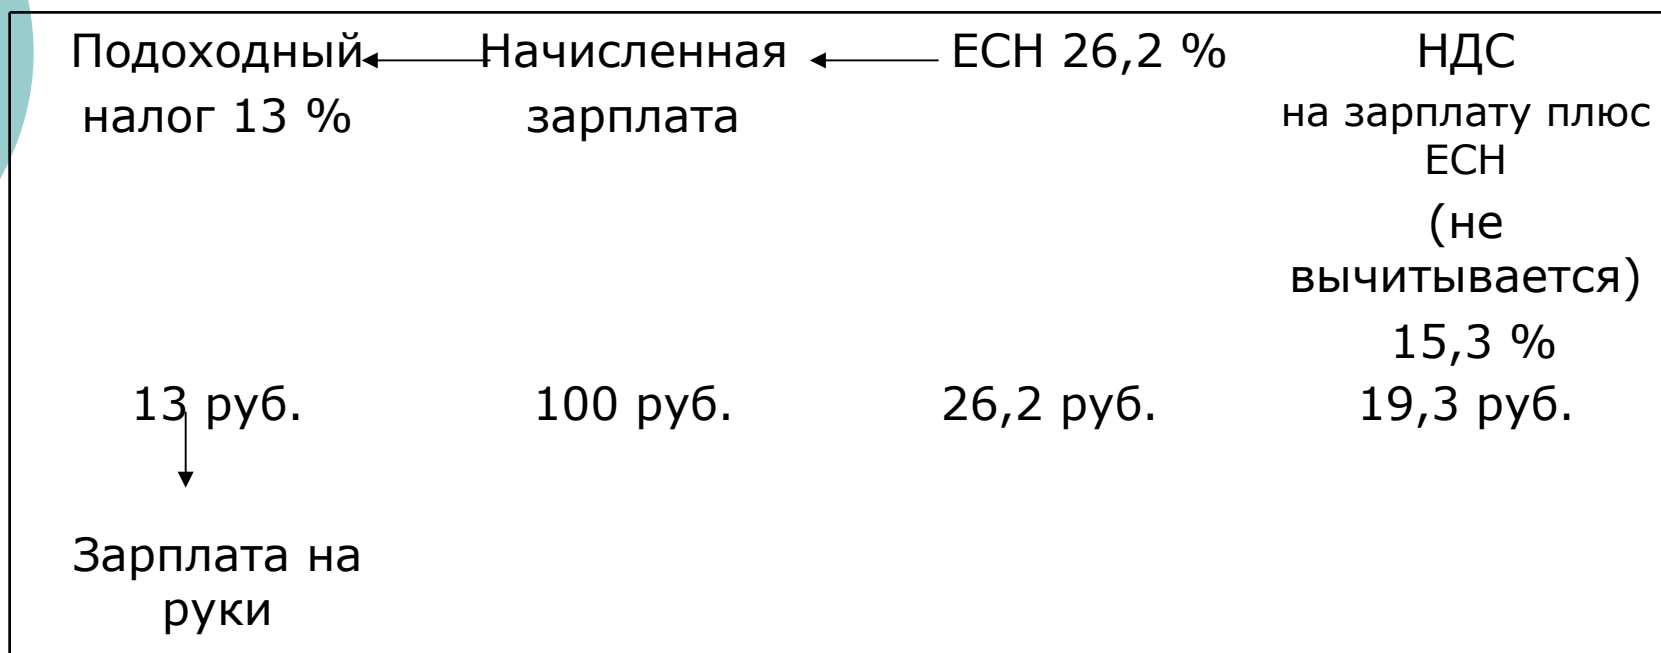 Подоходный
налог 13 %
Начисленная
зарплата
ЕСН 26,2 %
НДС
на зарплату плюс
ЕСН
(не
вычитывается)
15,3 %
13 руб.
100 руб.
26,2 руб.
19,3 руб.
Зарплата на
руки